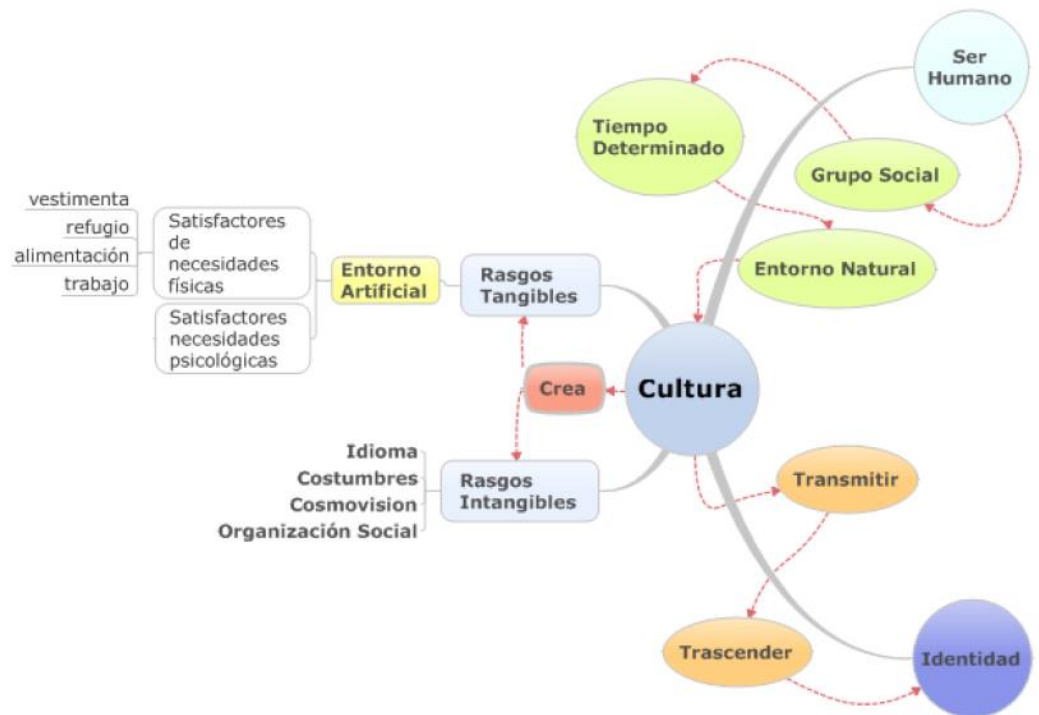 Ser
Humano
Tiempo
Determinado
Grupo Social
Entorno Natural
vestimenta
refugio
alimentación
trabajo
Satisfactores
de
necesidades
físicas
Satisfactores
necesidades
psicológicas
Entorno
Artificial
Rasgos
Tangibles
Crea
Cultura
Idioma
Costumbres
Cosmovision
Organización Social
Rasgos
Intangibles
Transmitir
Trascender
Identidad